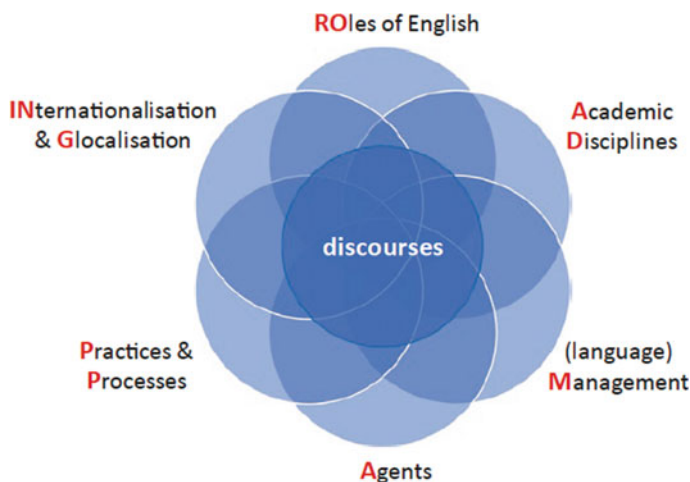 ROles of English
INternationalisation
& Glocalisation
Academic
Disciplines
discourses
Practices &
Processes
(language)
Management
Agents